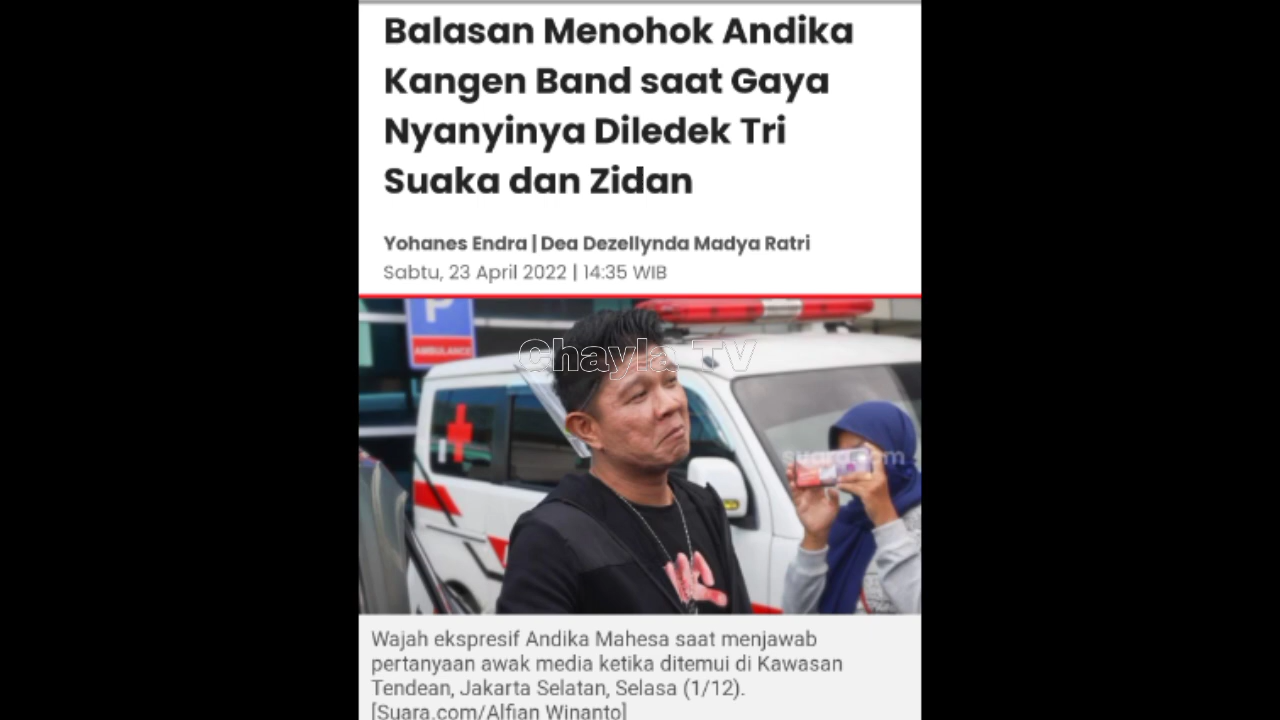 Balasan Menohok Andika
Kangen Band saat Gaya
Nyanyinya Diledek Tri
Suaka dan Zidan
Yohanes Endra | Dea Dezellynda Madya Ratri
Sabtu, 23 April 2022 | 14:35 WIB
P
AMBULANCE
Chayla TV
suara.com
Wajah ekspresif Andika Mahesa saat menjawab
pertanyaan awak media ketika ditemui di Kawasan
Tendean, Jakarta Selatan, Selasa (1/12).
[Suara.com/Alfian Winanto]